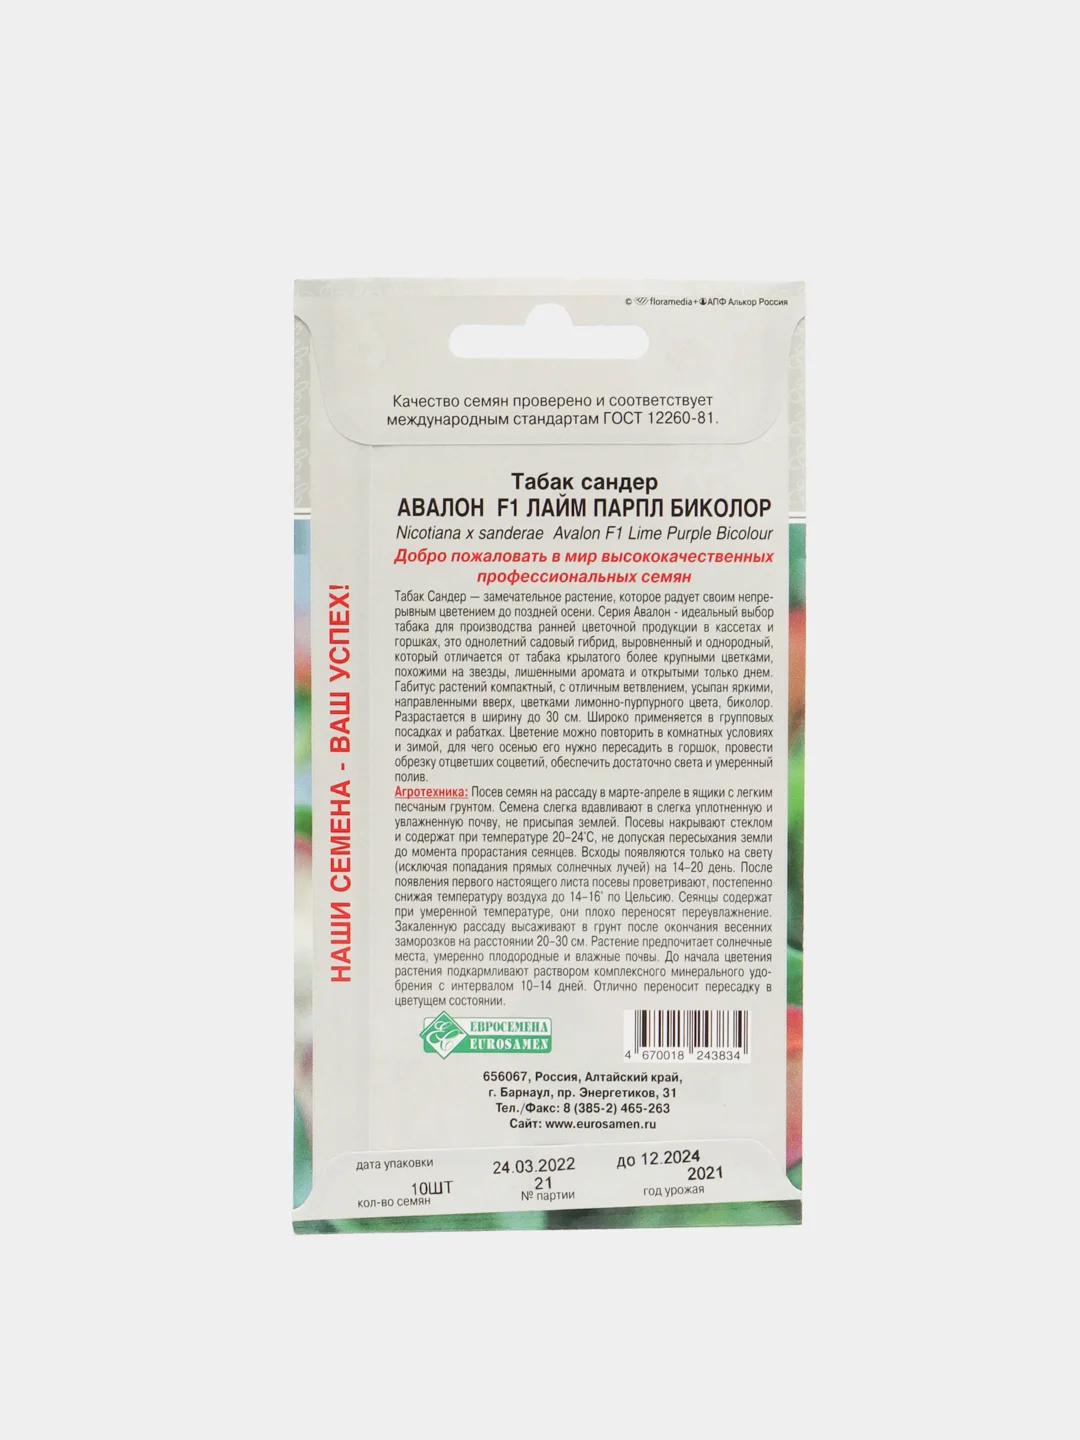 © floramedia+ АПФ Алькор Россия
Качество семян проверено и соответствует
международным стандартам ГОСТ 12260-81.
Табак сандер
АВАЛОН F1 ЛАЙМ ПАРПЛ БИКОЛОР
Nicotiana x sanderae Avalon F1 Lime Purple Bicolour
Добро пожаловать в мир высококачественных
профессиональных семян
Табак Сандер — замечательное растение, которое радует своим непре-
рывным цветением до поздней осени. Серия Авалон - идеальный выбор
табака для производства ранней цветочной продукции в кассетах и
горшках, это однолетний садовый гибрид, выровненный и однородный,
который отличается от табака крылатого более крупными цветками,
похожими на звезды, лишенными аромата и открытыми только днем.
Габитус растений компактный, с отличным ветвлением, усыпан яркими,
направленными вверх, цветками лимонно-пурпурного цвета, биколор.
Разрастается в ширину до 30 см. Широко применяется в групповых
посадках и рабатках. Цветение можно повторить в комнатных условиях
и зимой, для чего осенью его нужно пересадить в горшок, провести
обрезку отцветших соцветий, обеспечить достаточно света и умеренный
полив.
Агротехника: Посев семян на рассаду в марте-апреле в ящики с легким
песчаным грунтом. Семена слегка вдавливают в слегка уплотненную и
увлажненную почву, не присыпая землей. Посевы накрывают стеклом
и содержат при температуре 20–24°С, не допуская пересыхания земли
до момента прорастания сеянцев. Всходы появляются только на свету
(исключая попадания прямых солнечных лучей) на 14–20 день. После
появления первого настоящего листа посевы проветривают, постепенно
снижая температуру воздуха до 14–16° по Цельсию. Сеянцы содержат
при умеренной температуре, они плохо переносят переувлажнение.
Закаленную рассаду высаживают в грунт после окончания весенних
заморозков на расстоянии 20–30 см. Растение предпочитает солнечные
места, умеренно плодородные и влажные почвы. До начала цветения
растения подкармливают раствором комплексного минерального удо-
брения с интервалом 10–14 дней. Отлично переносит пересадку в
цветущем состоянии.
НАШИ СЕМЕНА - ВАШ УСПЕХ!
ЕВРОСЕМЕНА
EUROSAMEN
4 670018 243834
656067, Россия, Алтайский край,
г. Барнаул, пр. Энергетиков, 31
Тел./Факс: 8 (385-2) 465-263
Сайт: www.eurosamen.ru
дата упаковки 24.03.2022 до 12.2024
10ШТ 21 2021
кол-во семян № партии год урожая